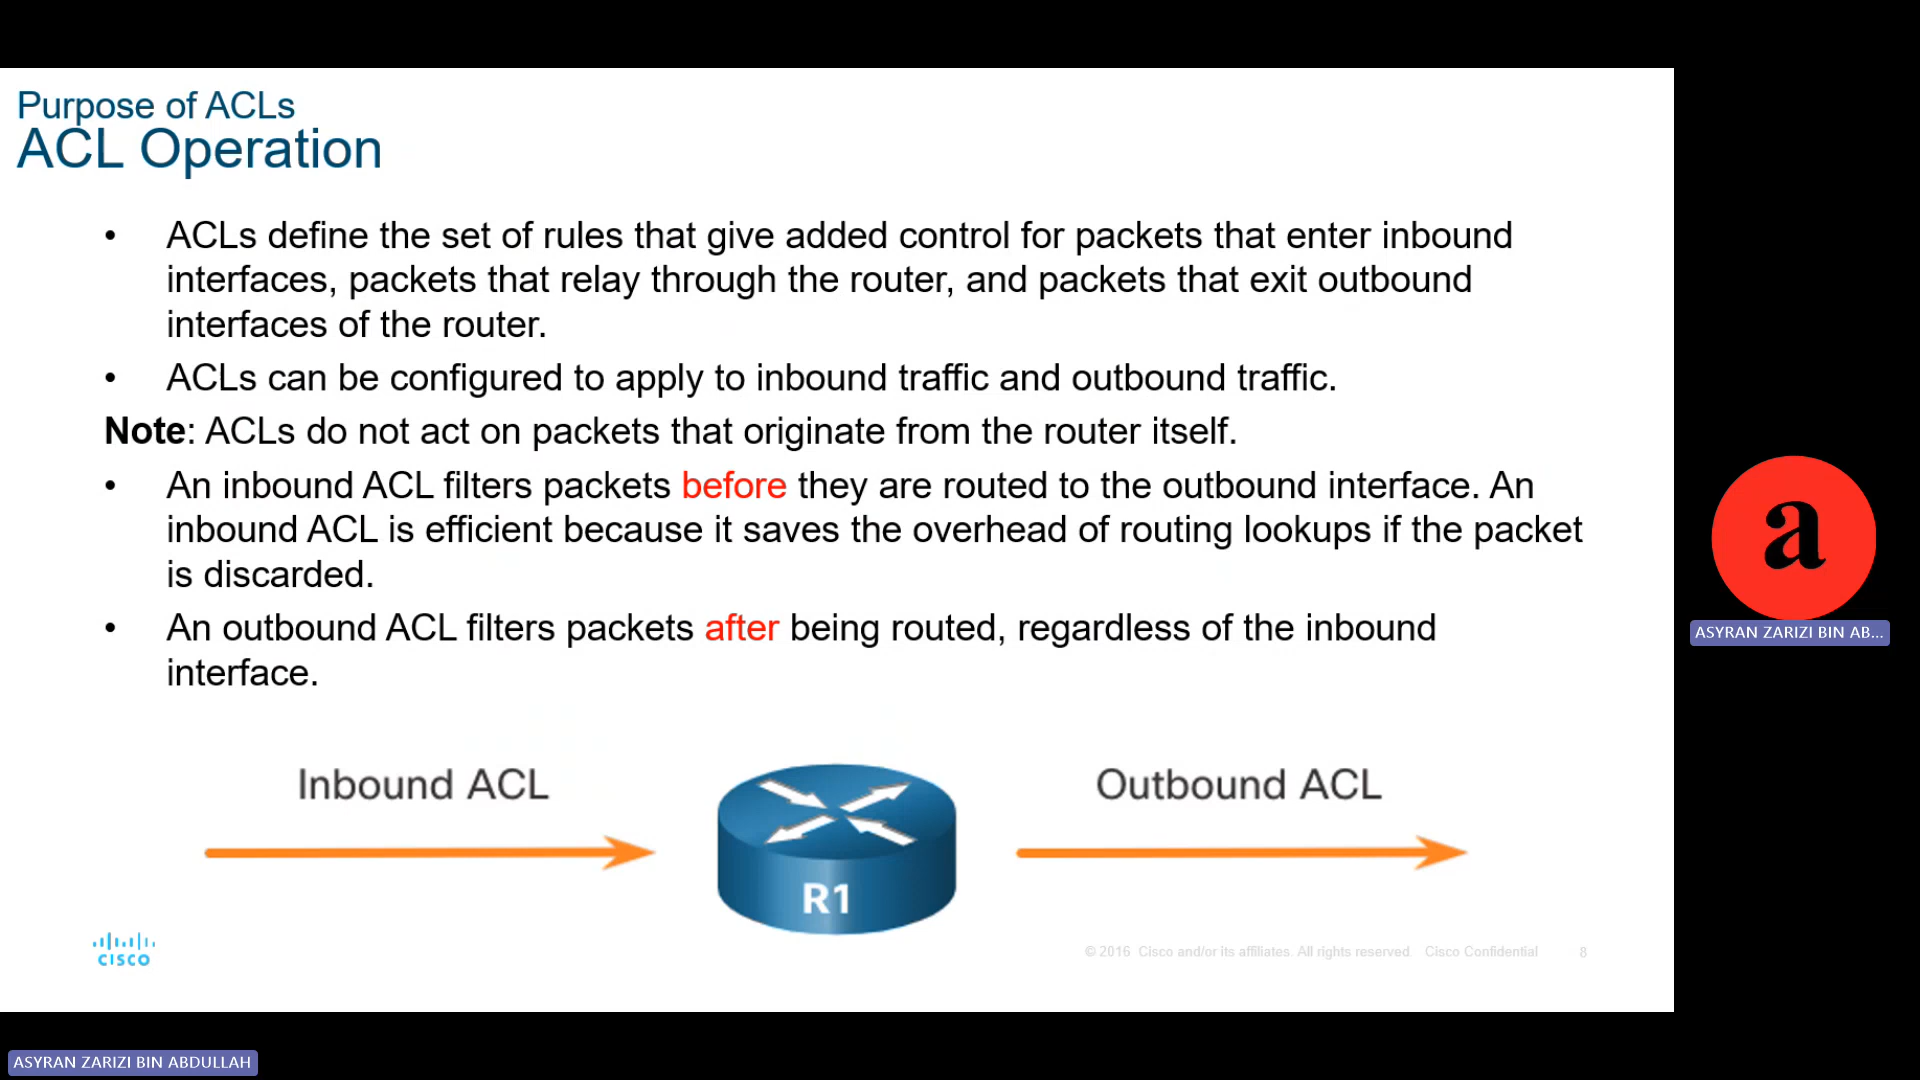 Purpose of ACLs
ACL Operation
• ACLs define the set of rules that give added control for packets that enter inbound
interfaces, packets that relay through the router, and packets that exit outbound
interfaces of the router.
• ACLs can be configured to apply to inbound traffic and outbound traffic.
Note: ACLs do not act on packets that originate from the router itself.
• An inbound ACL filters packets before they are routed to the outbound interface. An
inbound ACL is efficient because it saves the overhead of routing lookups if the packet
is discarded.
• An outbound ACL filters packets after being routed, regardless of the inbound
interface.
Inbound ACL
Outbound ACL
R1
CISCO
© 2016 Cisco and/or its affiliates. All rights reserved. Cisco Confidential 8
a
ASYRAN ZARIZI BIN AB...
ASYRAN ZARIZI BIN ABDULLAH